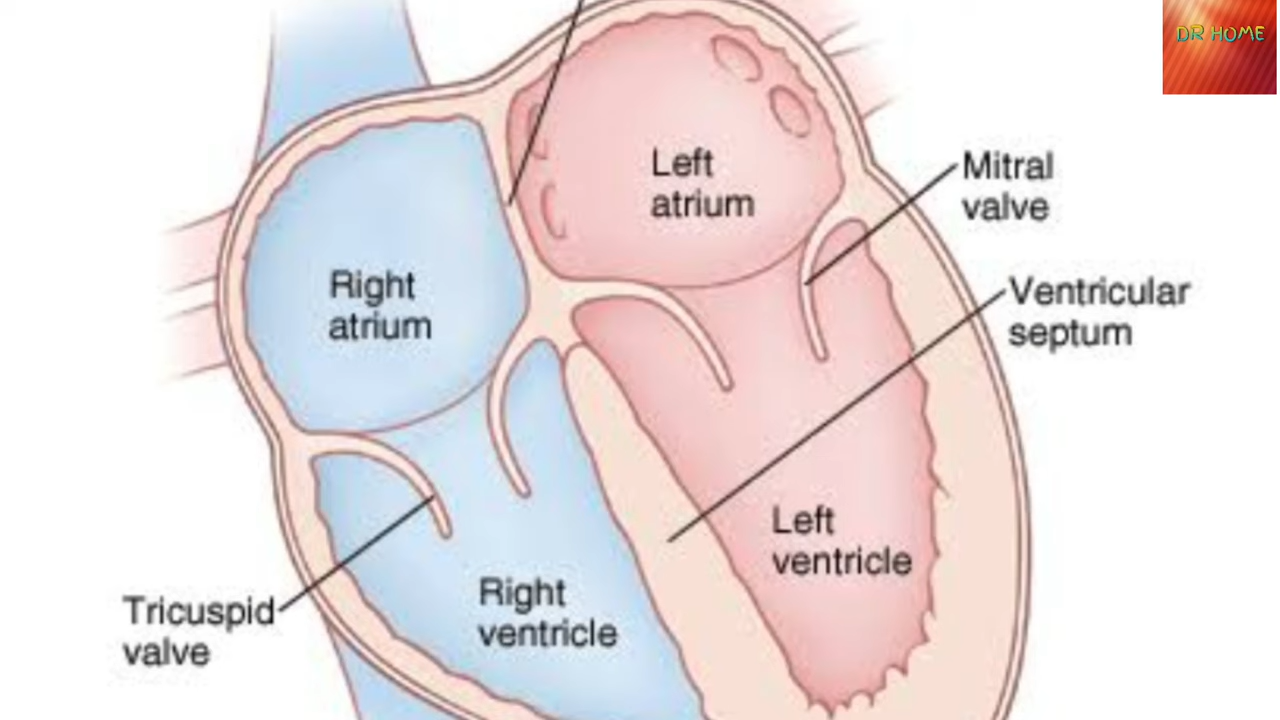 DR HOME
Left
atrium
Mitral
valve
Right
atrium
Ventricular
septum
Left
ventricle
Tricuspid
valve
Right
ventricle